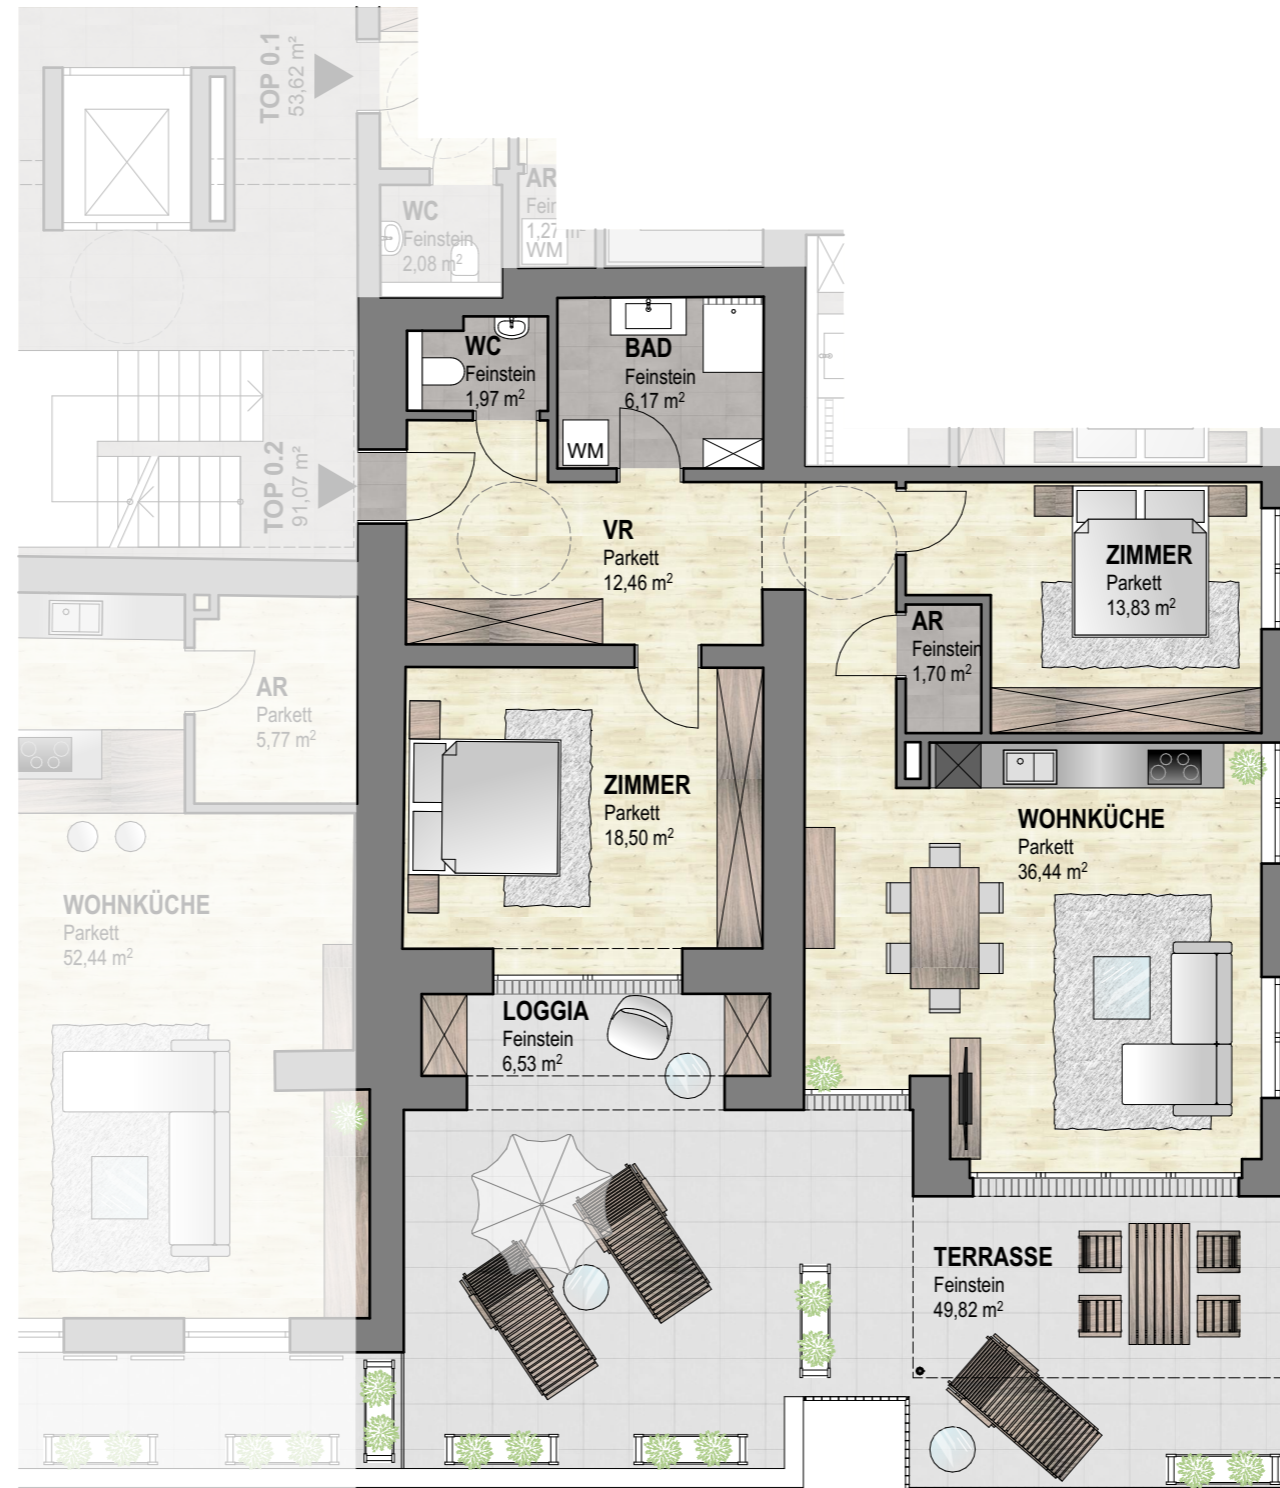 TOP 0.1
53,62 m²
WC
Feinstein
2,08 m²
AR
1,27 m²
WM
WC
Feinstein
1,97 m²
BAD
Feinstein
6,17 m²
WM
TOP 0.2
91,07 m²
VR
Parkett
12,46 m²
ZIMMER
Parkett
13,83 m²
AR
Feinstein
1,70 m²
AR
Parkett
5,77 m²
ZIMMER
Parkett
18,50 m²
WOHNKÜCHE
Parkett
36,44 m²
WOHNKÜCHE
Parkett
52,44 m²
LOGGIA
Feinstein
6,53 m²
TERRASSE
Feinstein
49,82 m²